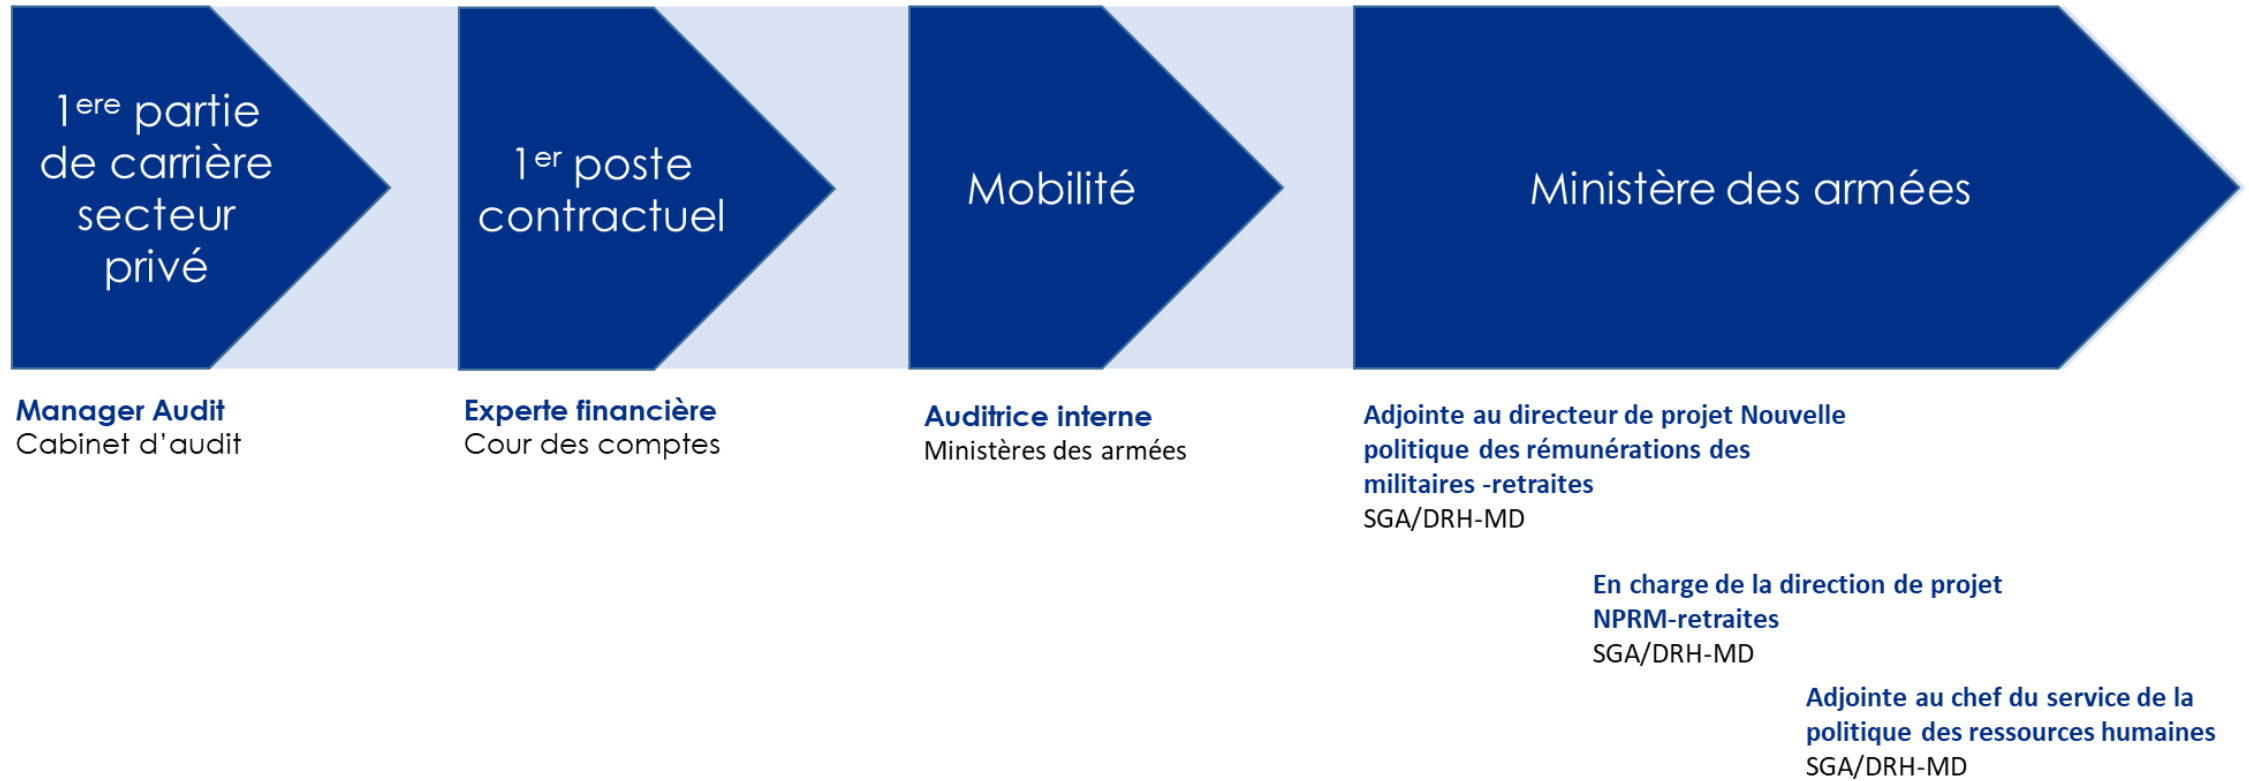 1ere partie
de carrière
secteur
privé
1er poste
contractuel
Mobilité
Ministère des armées
Manager Audit
Cabinet d’audit
Experte financière
Cour des comptes
Auditrice interne
Ministères des armées
Adjointe au directeur de projet Nouvelle
politique des rémunérations des
militaires -retraites
SGA/DRH-MD
En charge de la direction de projet
NPRM-retraites
SGA/DRH-MD
Adjointe au chef du service de la
politique des ressources humaines
SGA/DRH-MD